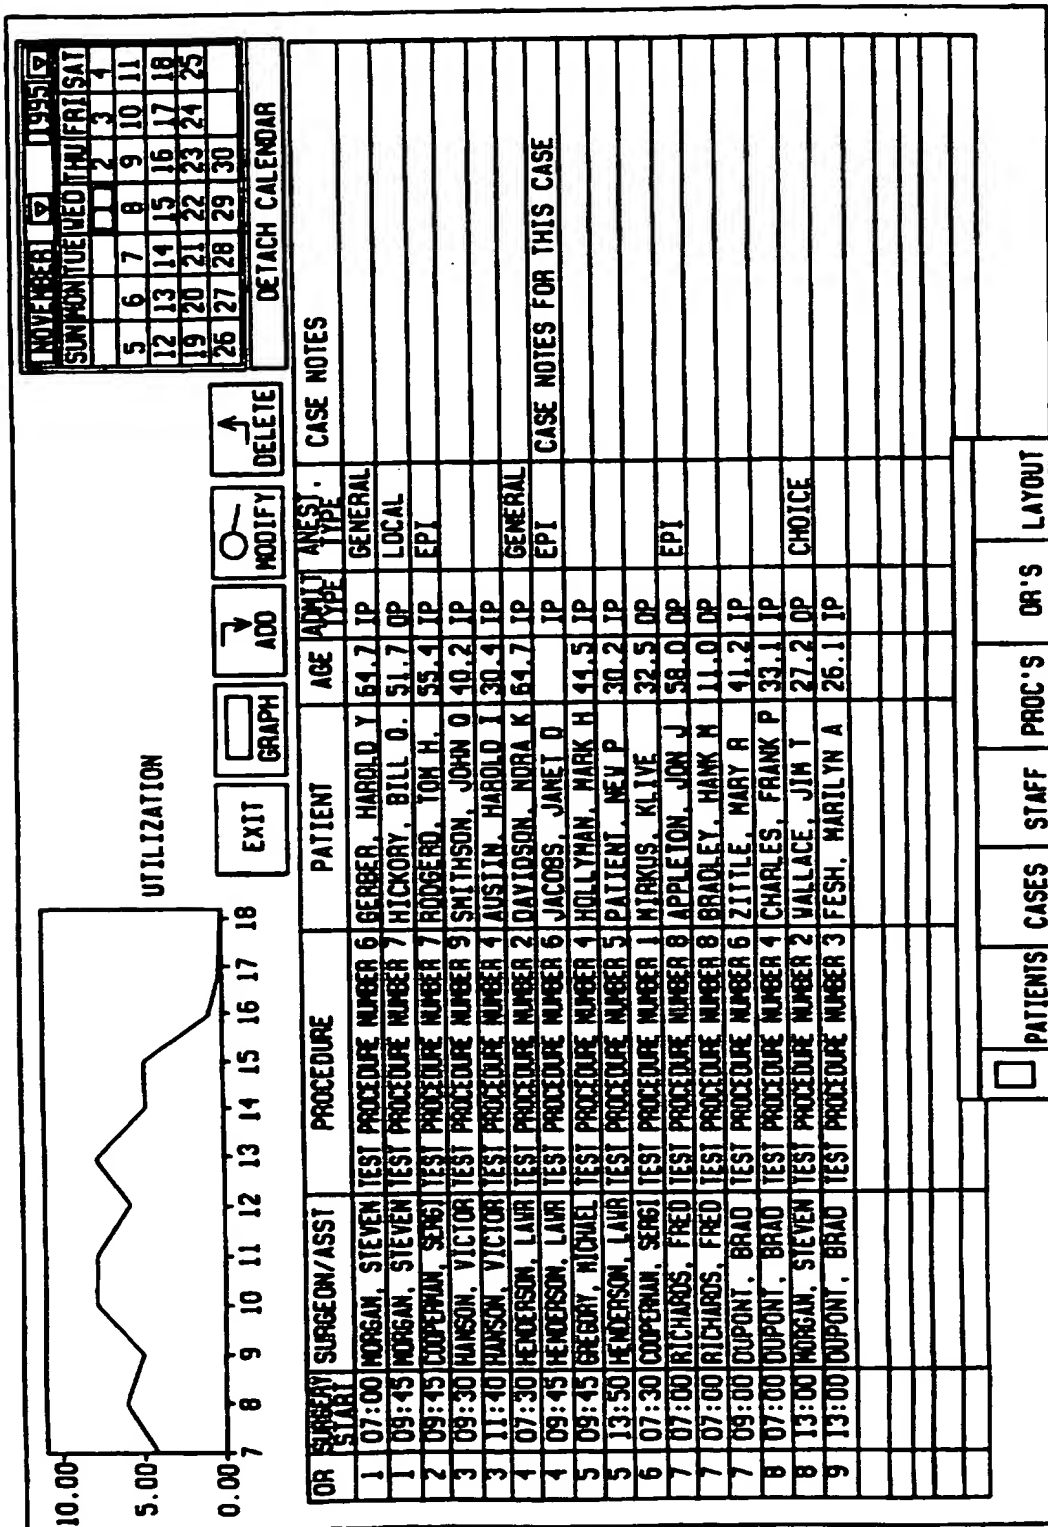 UTILIZATION
10.00
5.00
0.00
7 8 9 10 11 12 13 14 15 16 17 18
EXIT
GRAPH
ADD
MODIFY
DELETE
NOVEMBER 1995
SUN MON TUE WED THU FRI SAT
2 3 4
5 6 7 8 9 10 11
12 13 14 15 16 17 18
19 20 21 22 23 24 25
26 27 28 29 30
DETACH CALENDAR
OR SURGERY START SURGEON/ASST PROCEDURE PATIENT AGE ADMIT TYPE ANEST. TYPE CASE NOTES
1 07:00 MORGAN, STEVEN TEST PROCEDURE NUMBER 6 GERBER, HAROLD Y 64.7 IP GENERAL
1 09:45 MORGAN, STEVEN TEST PROCEDURE NUMBER 7 HICKORY, BILL O. 51.7 OP LOCAL
2 09:45 COOPERMAN, SERGI TEST PROCEDURE NUMBER 7 RODGERD, TOM H. 55.4 IP EPI
3 09:30 HANSON, VICTOR TEST PROCEDURE NUMBER 9 SMITHSON, JOHN Q 40.2 IP
3 11:40 HANSON, VICTOR TEST PROCEDURE NUMBER 4 AUSTIN, HAROLD I 30.4 IP
4 07:30 HENDERSON, LAWR TEST PROCEDURE NUMBER 2 DAVIDSON, NORA K 64.7 IP GENERAL
4 09:45 HENDERSON, LAWR TEST PROCEDURE NUMBER 6 JACOBS, JANET D IP EPI CASE NOTES FOR THIS CASE
5 09:45 GREGORY, MICHAEL TEST PROCEDURE NUMBER 4 HOLLYMAN, MARK H 44.5 IP
5 13:50 HENDERSON, LAWR TEST PROCEDURE NUMBER 5 PATIENT, NEW P 30.2 IP
6 07:30 COOPERMAN, SERGI TEST PROCEDURE NUMBER 1 MIRKUS, KLIVE 32.5 OP
7 07:00 RICHARDS, FRED TEST PROCEDURE NUMBER 8 APPLETON, JON J 58.0 OP EPI
7 07:00 RICHARDS, FRED TEST PROCEDURE NUMBER 8 BRADLEY, HANK M 11.0 OP
7 09:00 DUPONT, BRAD TEST PROCEDURE NUMBER 6 ZITTLE, MARY R 41.2 IP
8 07:00 DUPONT, BRAD TEST PROCEDURE NUMBER 4 CHARLES, FRANK P 33.1 IP
8 13:00 MORGAN, STEVEN TEST PROCEDURE NUMBER 2 WALLACE, JIM T 27.2 OP CHOICE
9 13:00 DUPONT, BRAD TEST PROCEDURE NUMBER 3 FESH, MARILYN A 26.1 IP
PATIENTS CASES STAFF PROC'S OR'S LAYOUT